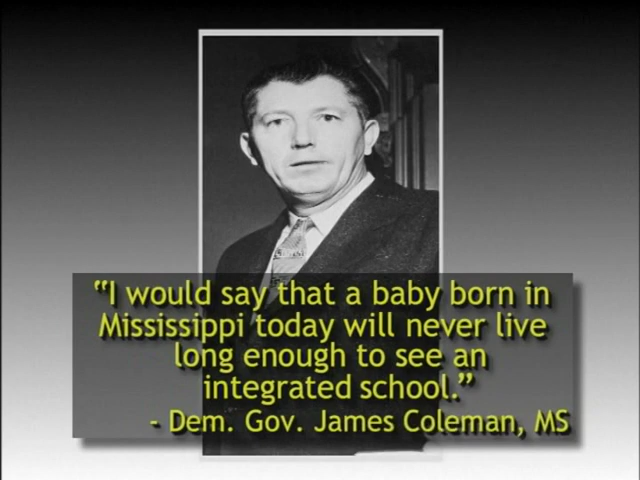 “I would say that a baby born in
Mississippi today will never live
long enough to see an
integrated school.”
- Dem. Gov. James Coleman, MS